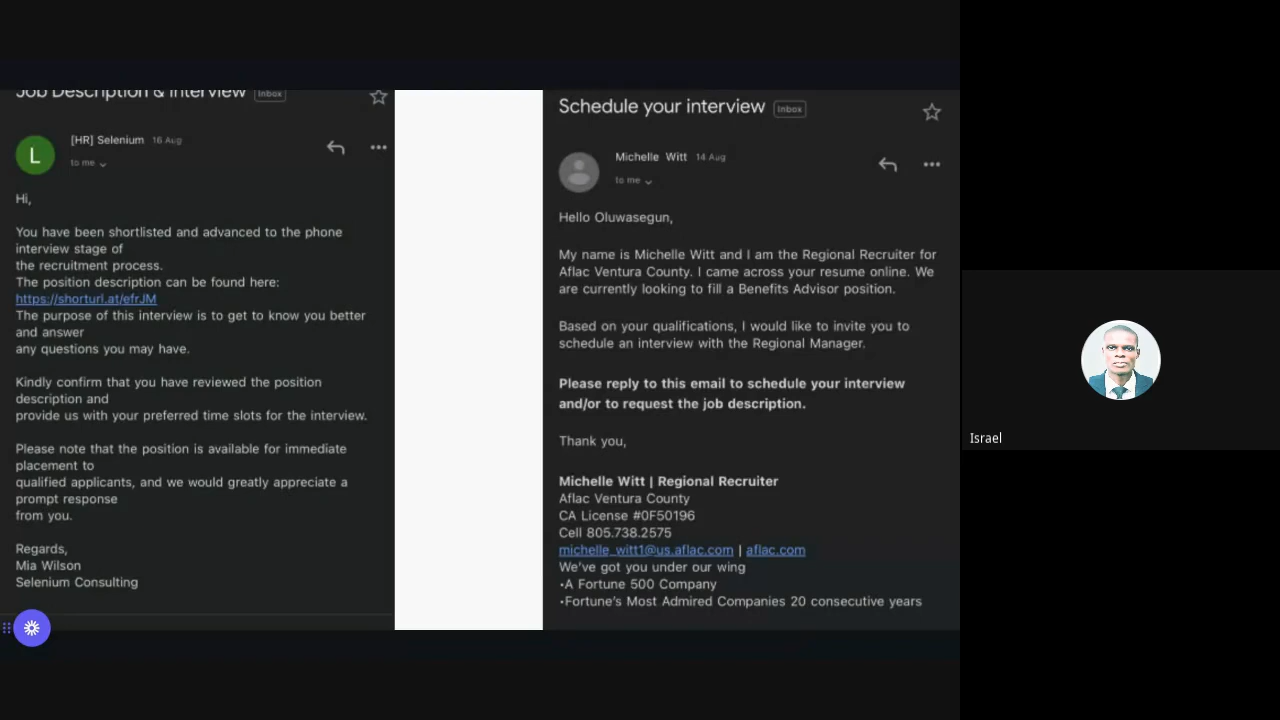 Job Description & Interview Inbox
[HR] Selenium 16 Aug
L
to me
Hi,
You have been shortlisted and advanced to the phone
interview stage of
the recruitment process.
The position description can be found here:
https://shorturl.at/efrJM
The purpose of this interview is to get to know you better
and answer
any questions you may have.
Kindly confirm that you have reviewed the position
description and
provide us with your preferred time slots for the interview.
Please note that the position is available for immediate
placement to
qualified applicants, and we would greatly appreciate a
prompt response
from you.
Regards,
Mia Wilson
Selenium Consulting
Schedule your interview Inbox
Michelle Witt 14 Aug
to me
Hello Oluwasegun,
My name is Michelle Witt and I am the Regional Recruiter for
Aflac Ventura County. I came across your resume online. We
are currently looking to fill a Benefits Advisor position.
Based on your qualifications, I would like to invite you to
schedule an interview with the Regional Manager.
Please reply to this email to schedule your interview
and/or to request the job description.
Thank you,
Michelle Witt | Regional Recruiter
Aflac Ventura County
CA License #0F50196
Cell 805.738.2575
michelle_witt1@us.aflac.com | aflac.com
We've got you under our wing
•A Fortune 500 Company
•Fortune's Most Admired Companies 20 consecutive years
Israel